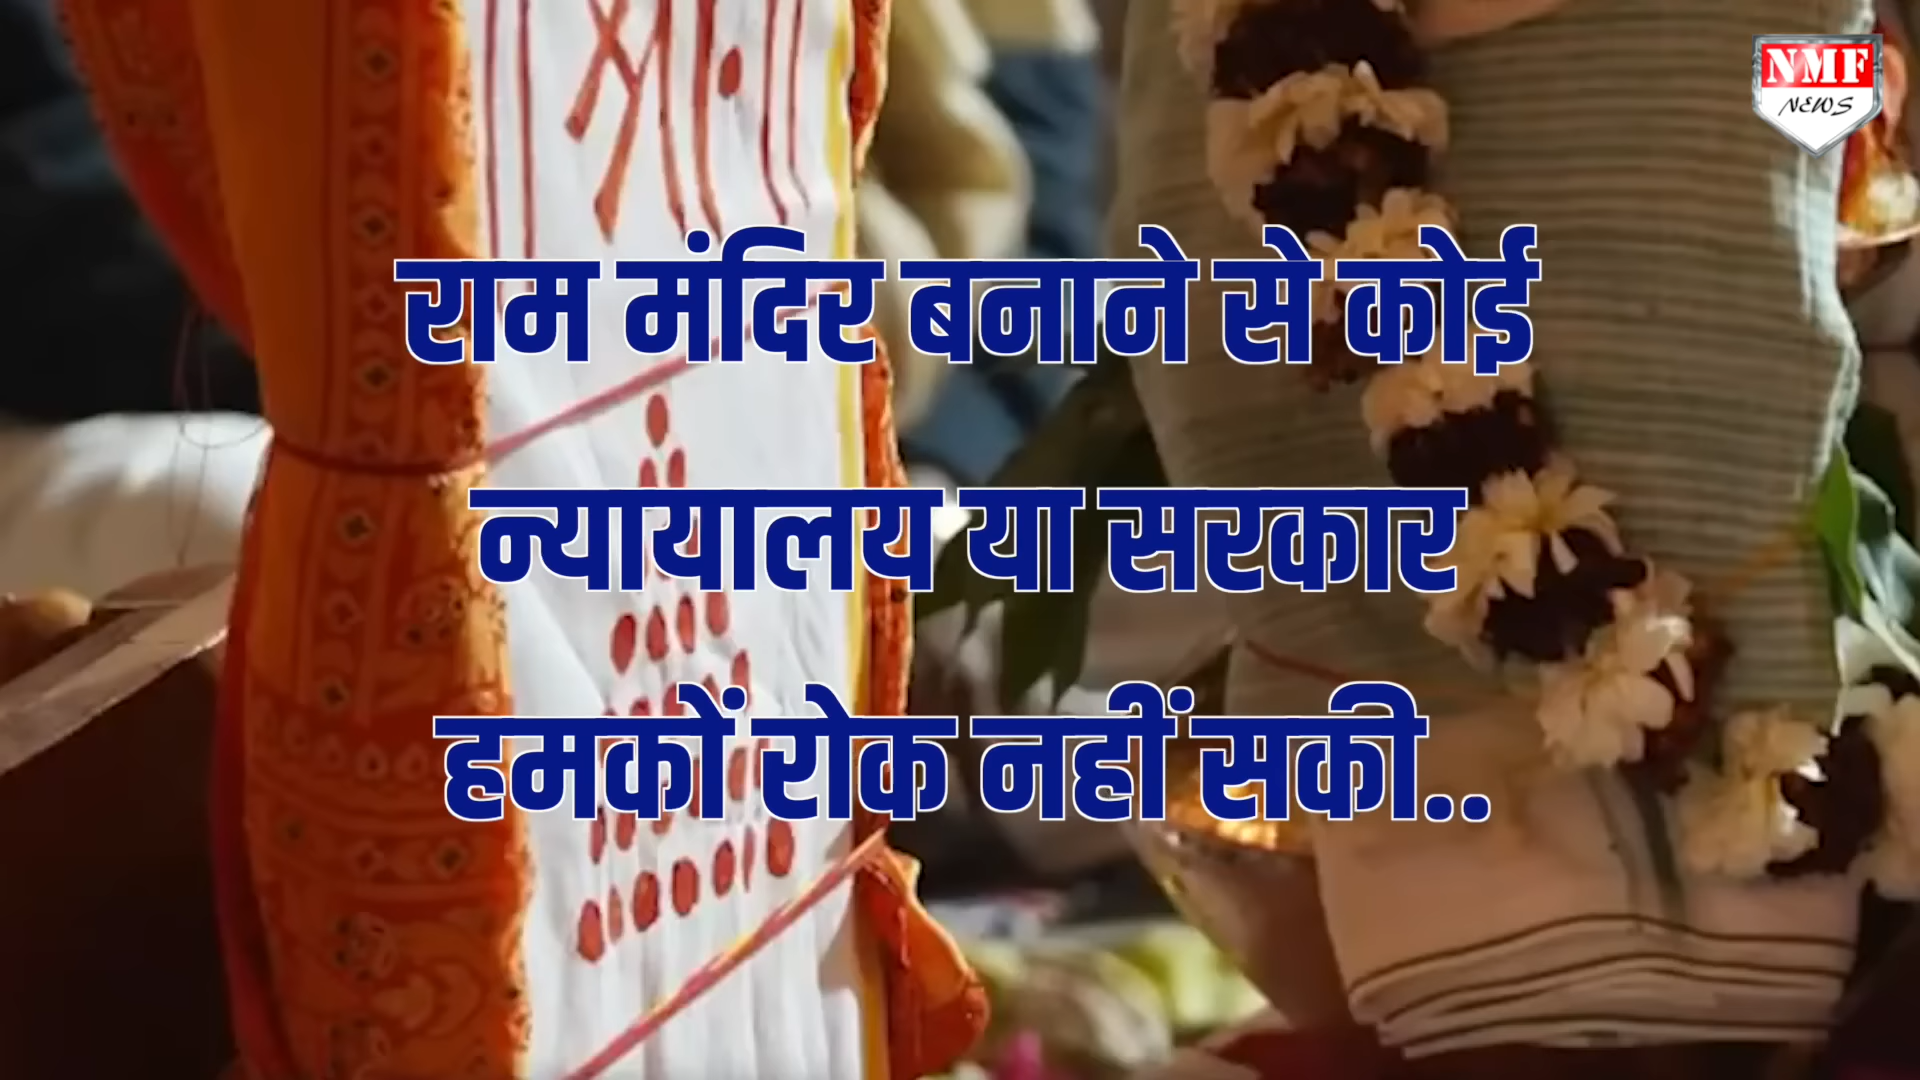 NMF
NEWS
श्री
राम मंदिर बनाने से कोई
न्यायालय या सरकार
हमकों रोक नहीं सकी..